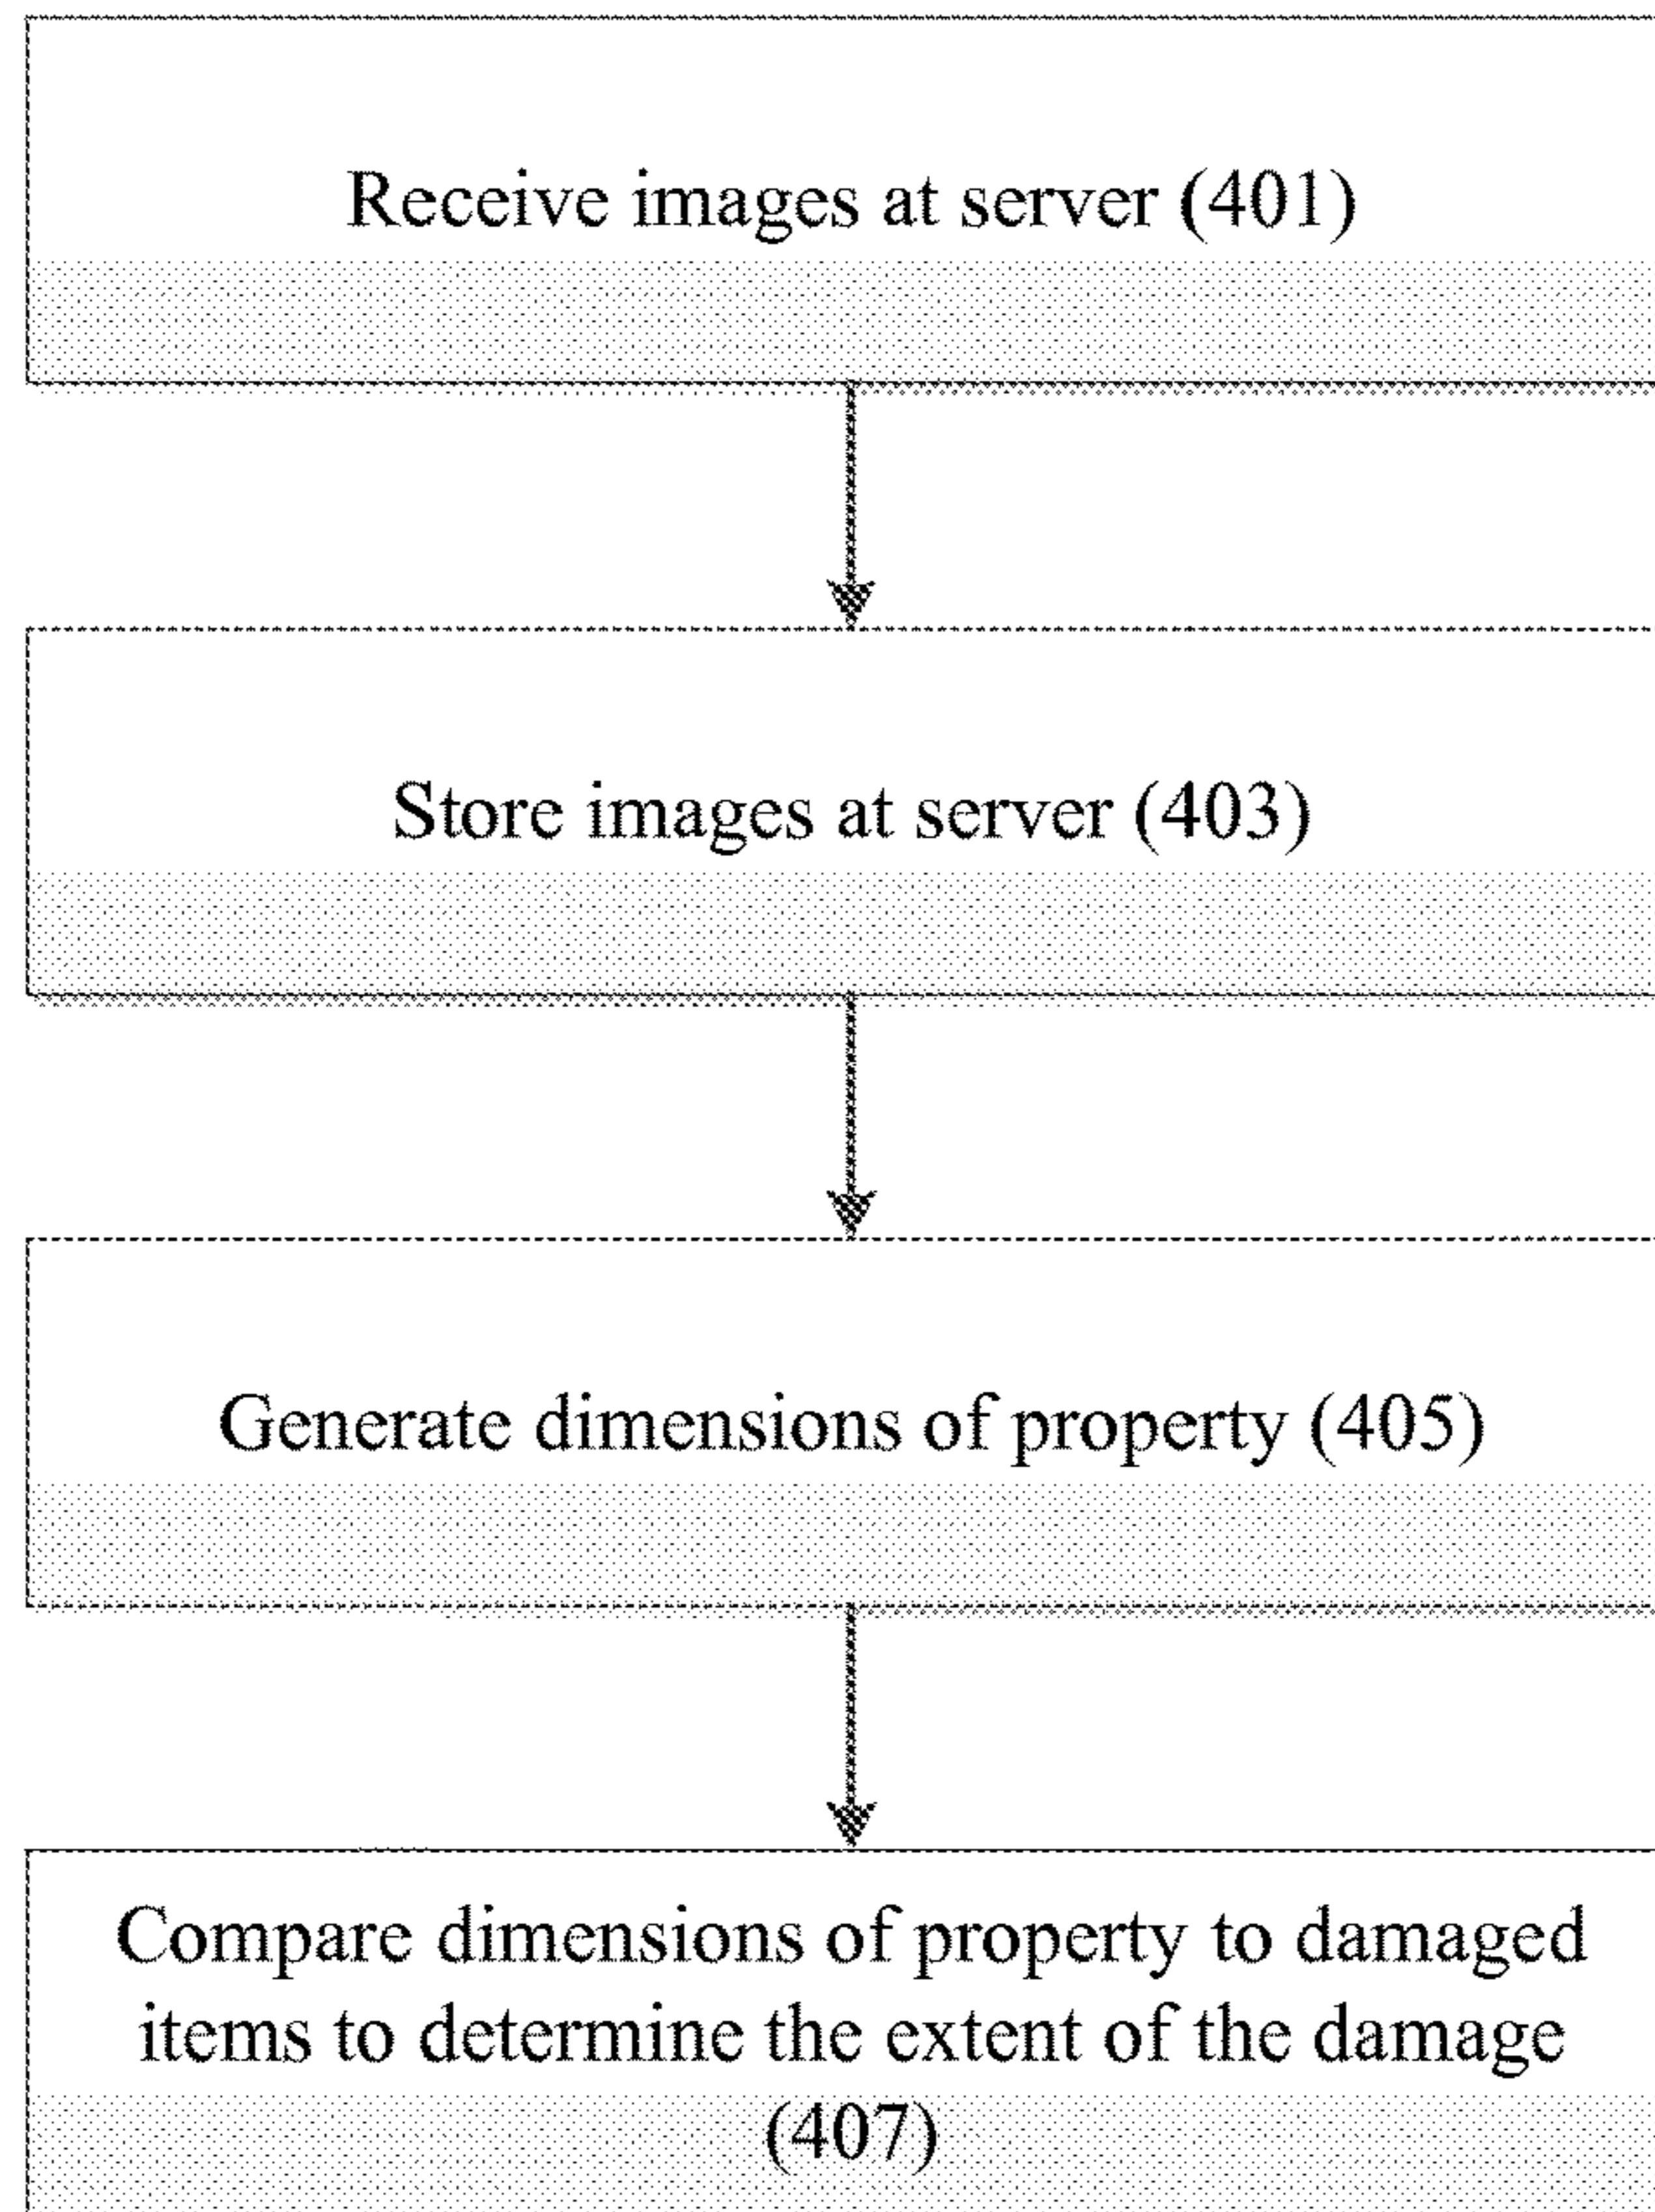 Receive images at server (401)
Store images at server (403)
Generate dimensions of property (405)
Compare dimensions of property to damaged
items to determine the extent of the damage
(407)